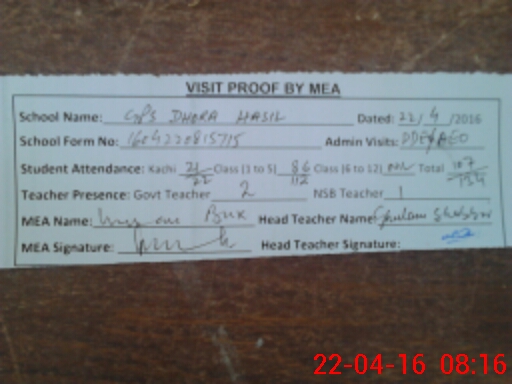 VISIT PROOF BY MEA
School Name: GPS DHORA HASIL Dated: 22/4/2016
School Form No: 1604220815715 Admin Visits: DDE/AEO
Student Attendance: Kachi 21/22 Class (1 to 5) 86/112 Class (6 to 12) Nil Total 107/134
Teacher Presence: Govt Teacher 2 NSB Teacher 1
MEA Name: Bux Head Teacher Name Ghulam Shabbir
MEA Signature: Head Teacher Signature:
22-04-16 08:16